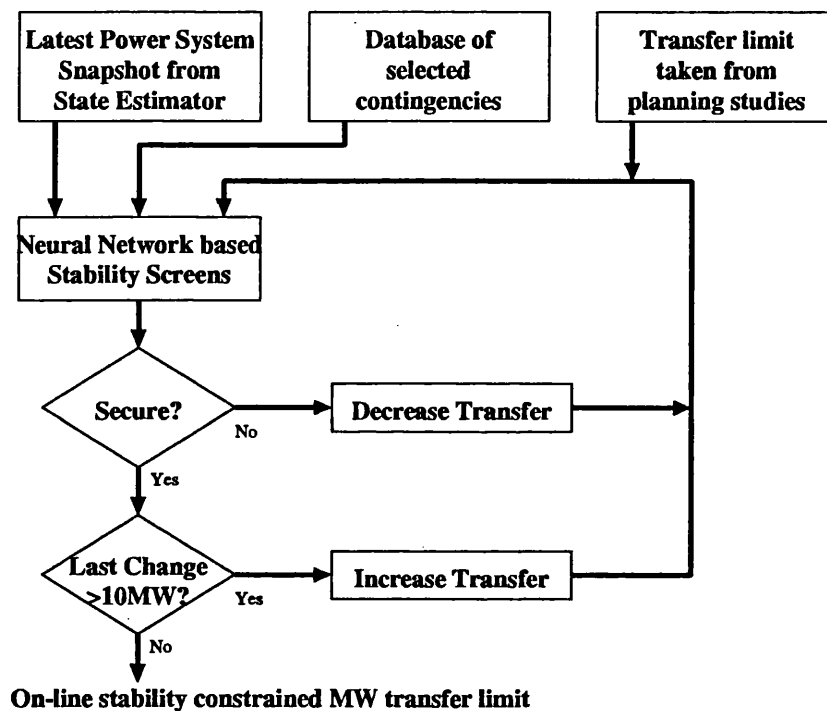 Latest Power System
Snapshot from
State Estimator
Database of
selected
contingencies
Transfer limit
taken from
planning studies
Neural Network based
Stability Screens
Secure?
No
Decrease Transfer
Yes
Last Change
>10MW?
Yes
Increase Transfer
No
On-line stability constrained MW transfer limit